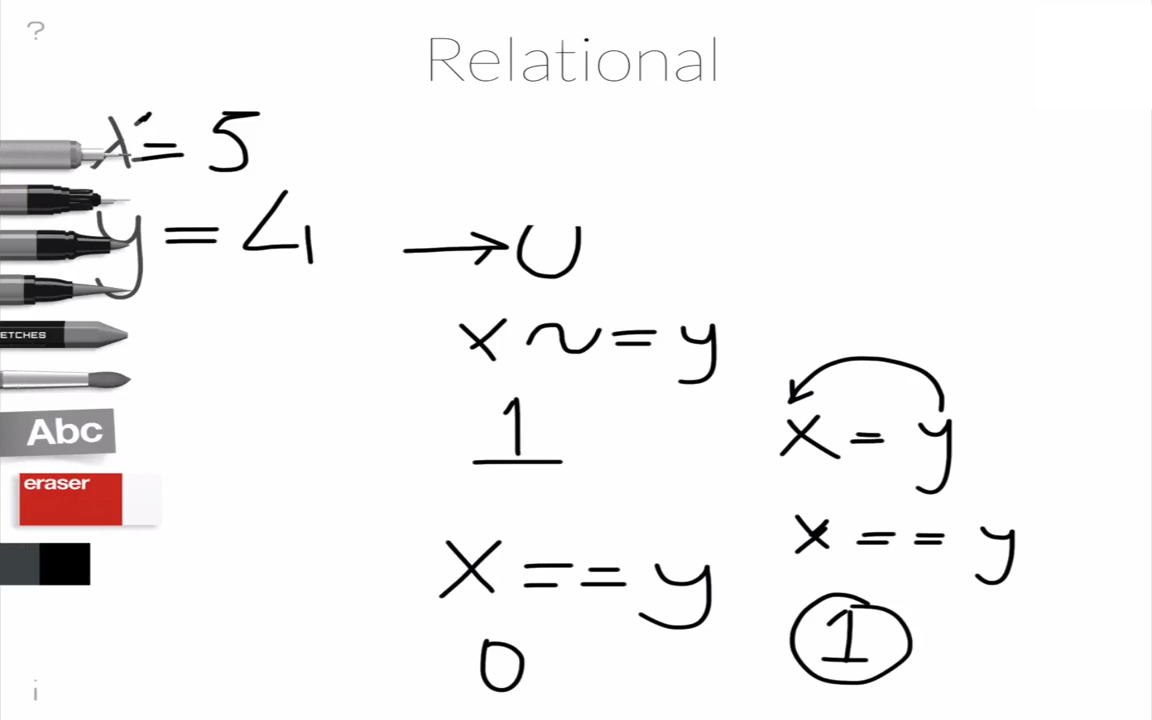 ?
Relational
x = 5
y = 4
→ 0
x ~= y
1
x == y
0
x = y
x == y
1
ETCHES
Abc
eraser
i